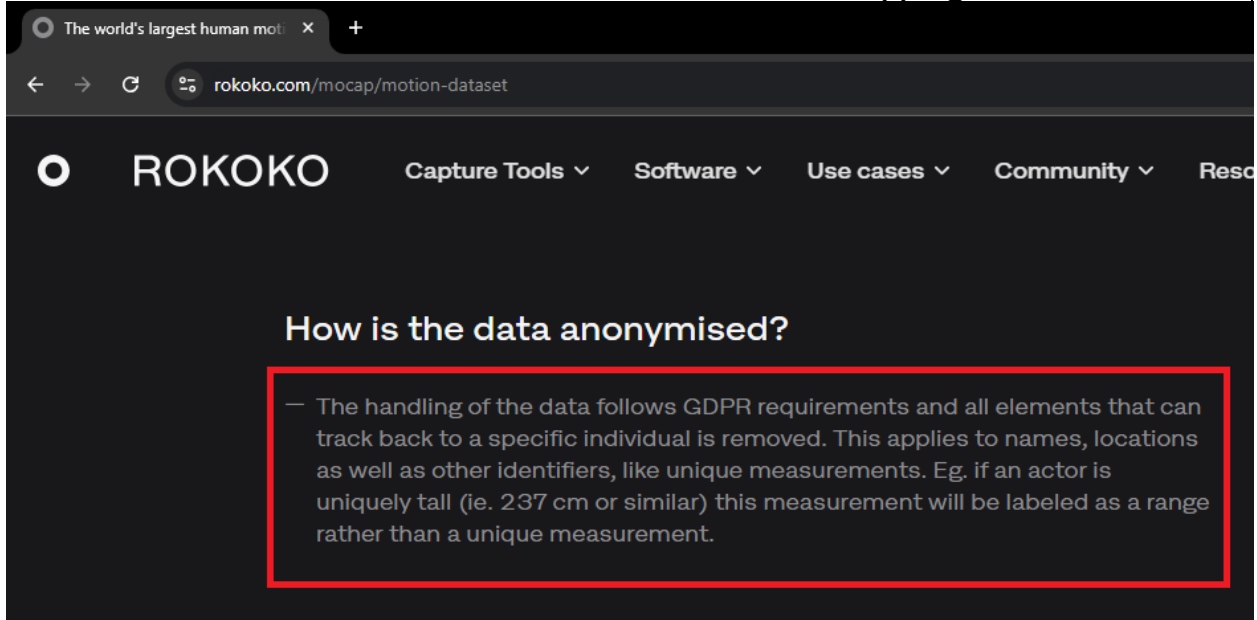 The world's largest human moti
rokoko.com/mocap/motion-dataset
ROKOKO Capture Tools Software Use cases Community Reso
How is the data anonymised?
— The handling of the data follows GDPR requirements and all elements that can
track back to a specific individual is removed. This applies to names, locations
as well as other identifiers, like unique measurements. Eg. if an actor is
uniquely tall (ie. 237 cm or similar) this measurement will be labeled as a range
rather than a unique measurement.